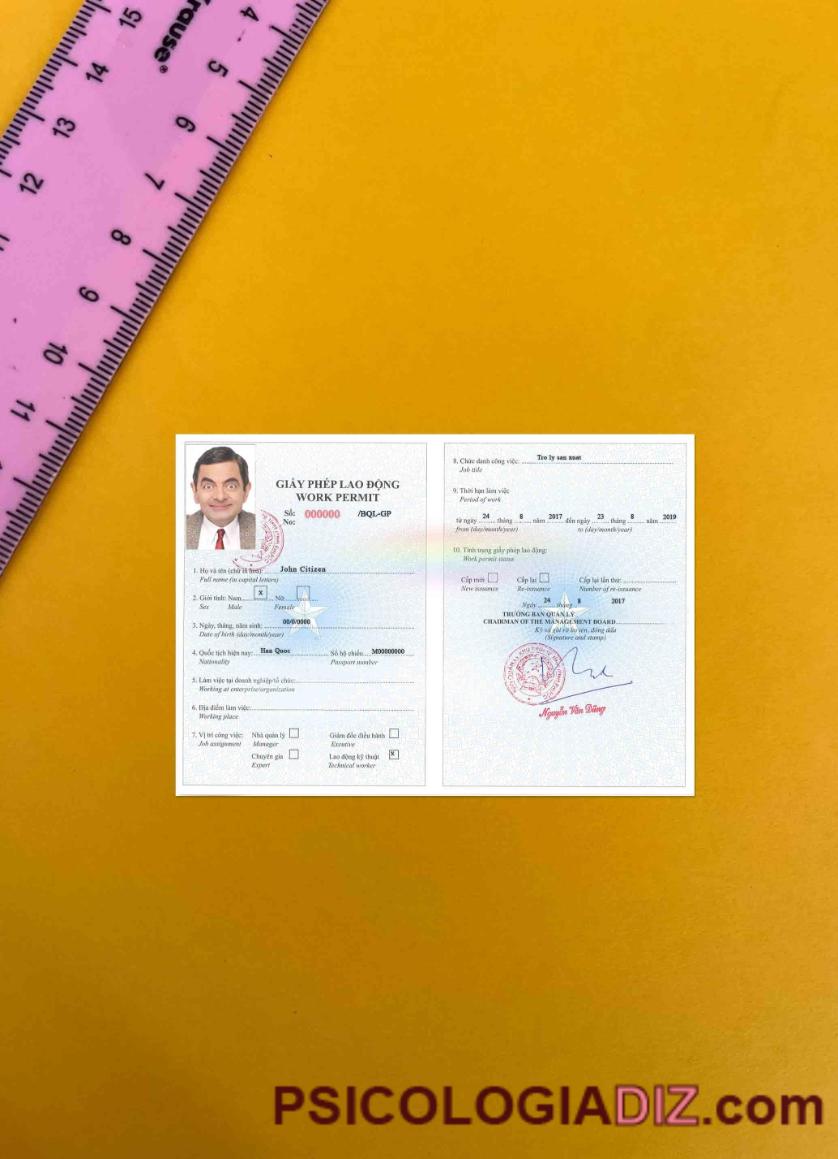 Krause®
15
14
13
12
11
10
9
8
7
6
5
4
GIẤY PHÉP LAO ĐỘNG
WORK PERMIT
Số:
No: 000000 /BQL-GP
1. Họ và tên (chữ in hoa): John Citizen
Full name (in capital letters)
2. Giới tính: Nam X Nữ
Sex Male Female
3. Ngày, tháng, năm sinh: 00/0/0000
Date of birth (day/month/year)
4. Quốc tịch hiện nay: Han Quoc Số hộ chiếu M00000000
Nationality Passport number
5. Làm việc tại doanh nghiệp/tổ chức:
Working at enterprise/organization
6. Địa điểm làm việc:
Working place
7. Vị trí công việc: Nhà quản lý Giám đốc điều hành
Job assignment Manager Executive
Chuyên gia Lao động kỹ thuật X
Expert Technical worker
8. Chức danh công việc: Tro ly san xuat
Job title
9. Thời hạn làm việc
Period of work
từ ngày 24 tháng 8 năm 2017 đến ngày 23 tháng 8 năm 2019
from (day/month/year) to (day/month/year)
10. Tình trạng giấy phép lao động:
Work permit status
Cấp mới Cấp lại Cấp lại lần thứ:
New issuance Re-issuance Number of re-issuance
Ngày 24 tháng 8 2017
TRƯỞNG BAN QUẢN LÝ
CHAIRMAN OF THE MANAGEMENT BOARD
Ký và ghi rõ họ tên, đóng dấu
(Signature and stamp)
Nguyễn Văn Dũng
PSICOLOGIADIZ.com